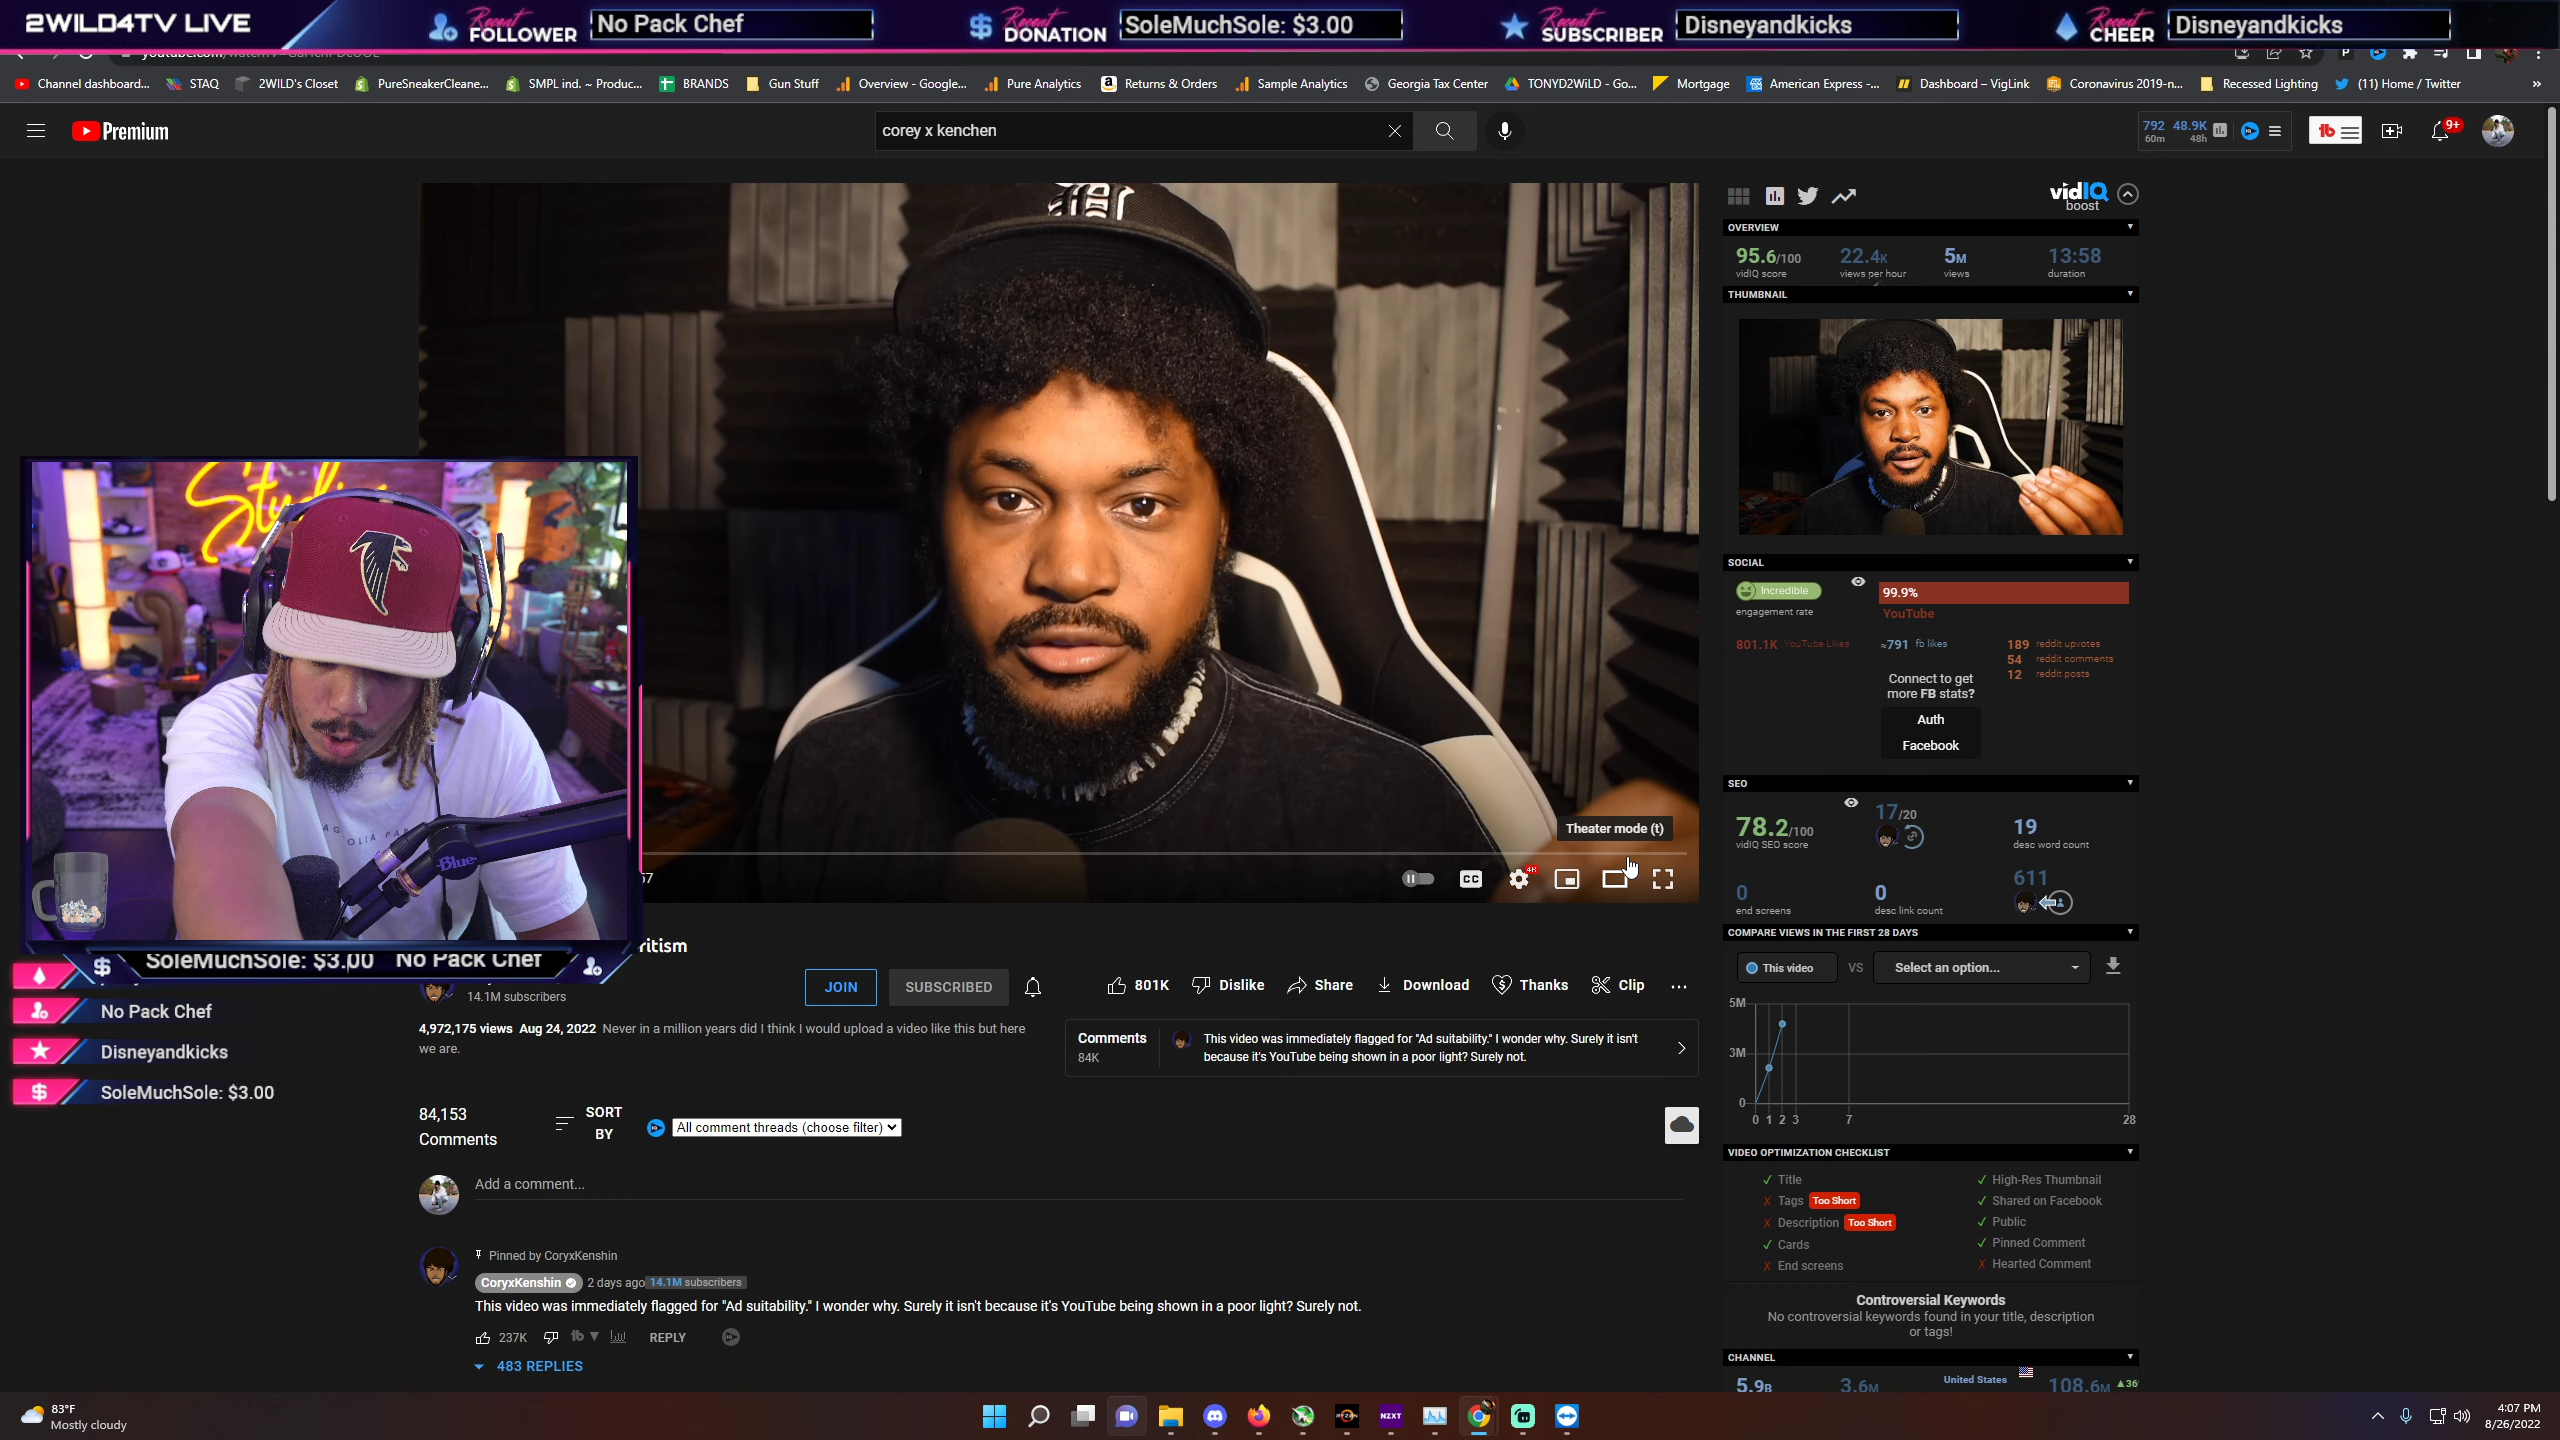 2WILD4TV LIVE
Recent FOLLOWER
No Pack Chef
Recent DONATION
SoleMuchSole: $3.00
Recent SUBSCRIBER
Disneyandkicks
Recent CHEER
Disneyandkicks
Channel dashboard...
STAQ
2WILD's Closet
PureSneakerCleane...
SMPL ind. ~ Produc...
BRANDS
Gun Stuff
Overview - Google...
Pure Analytics
Returns & Orders
Sample Analytics
Georgia Tax Center
TONYD2WiLD - Go...
Mortgage
American Express -...
Dashboard – VigLink
Coronavirus 2019-n...
Recessed Lighting
(11) Home / Twitter
»
Premium
corey x kenchen
792
60m
48.9K
48h
9+
Studio
Blue
Theater mode (t)
CC
4K
ritism
SoleMuchSole: $3.00 No Pack Chef
14.1M subscribers
JOIN
SUBSCRIBED
801K
Dislike
Share
Download
Thanks
Clip
4,972,175 views Aug 24, 2022 Never in a million years did I think I would upload a video like this but here
we are.
Comments
84K
This video was immediately flagged for "Ad suitability." I wonder why. Surely it isn't
because it's YouTube being shown in a poor light? Surely not.
No Pack Chef
Disneyandkicks
SoleMuchSole: $3.00
84,153
Comments
SORT
BY
All comment threads (choose filter)
Add a comment...
Pinned by CoryxKenshin
CoryxKenshin 2 days ago 14.1M subscribers
This video was immediately flagged for "Ad suitability." I wonder why. Surely it isn't because it's YouTube being shown in a poor light? Surely not.
237K
REPLY
483 REPLIES
vidIQ
boost
OVERVIEW
95.6/100
vidIQ score
22.4K
views per hour
5M
views
13:58
duration
THUMBNAIL
SOCIAL
Incredible
engagement rate
99.9%
YouTube
801.1K YouTube Likes
≈791 fb likes
189 reddit upvotes
54 reddit comments
12 reddit posts
Connect to get
more FB stats?
Auth
Facebook
SEO
78.2/100
vidIQ SEO score
17/20
19
desc word count
0
end screens
0
desc link count
611
COMPARE VIEWS IN THE FIRST 28 DAYS
This video
VS
Select an option...
5M
3M
0
0 1 2 3 7 28
VIDEO OPTIMIZATION CHECKLIST
Title
Tags Too Short
Description Too Short
Cards
End screens
High-Res Thumbnail
Shared on Facebook
Public
Pinned Comment
Hearted Comment
Controversial Keywords
No controversial keywords found in your title, description
or tags!
CHANNEL
5.9B
3.6M
United States
108.6M
83°F
Mostly cloudy
RYZEN
NZXT
4:07 PM
8/26/2022